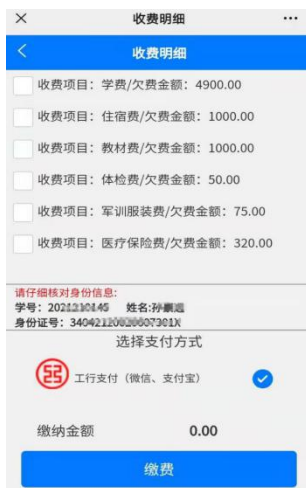 收费明细
收费明细
收费项目：学费/欠费金额：4900.00
收费项目：住宿费/欠费金额：1000.00
收费项目：教材费/欠费金额：1000.00
收费项目：体检费/欠费金额：50.00
收费项目：军训服装费/欠费金额：75.00
收费项目：医疗保险费/欠费金额：320.00
请仔细核对身份信息：
学号： 姓名:
身份证号：
选择支付方式
工行支付（微信、支付宝）
缴纳金额 0.00
缴费